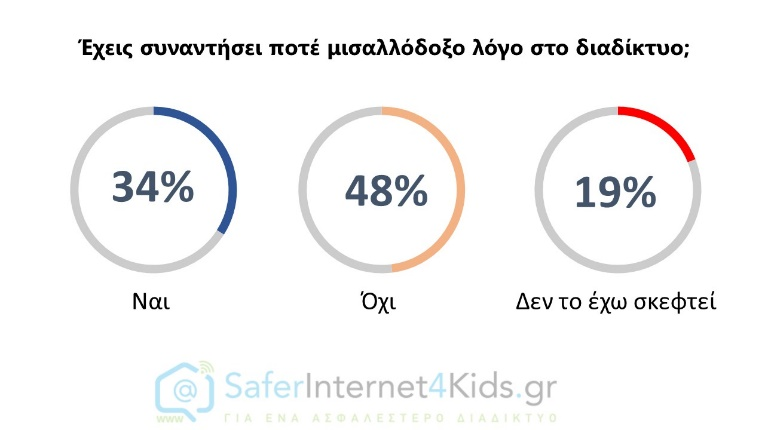 Έχεις συναντήσει ποτέ μισαλλόδοξο λόγο στο διαδίκτυο;
34%
48%
19%
Ναι
Όχι
Δεν το έχω σκεφτεί
@
www
SaferInternet4Kids.gr
ΓΙΑ ΕΝΑ ΑΣΦΑΛΕΣΤΕΡΟ ΔΙΑΔΙΚΤΥΟ